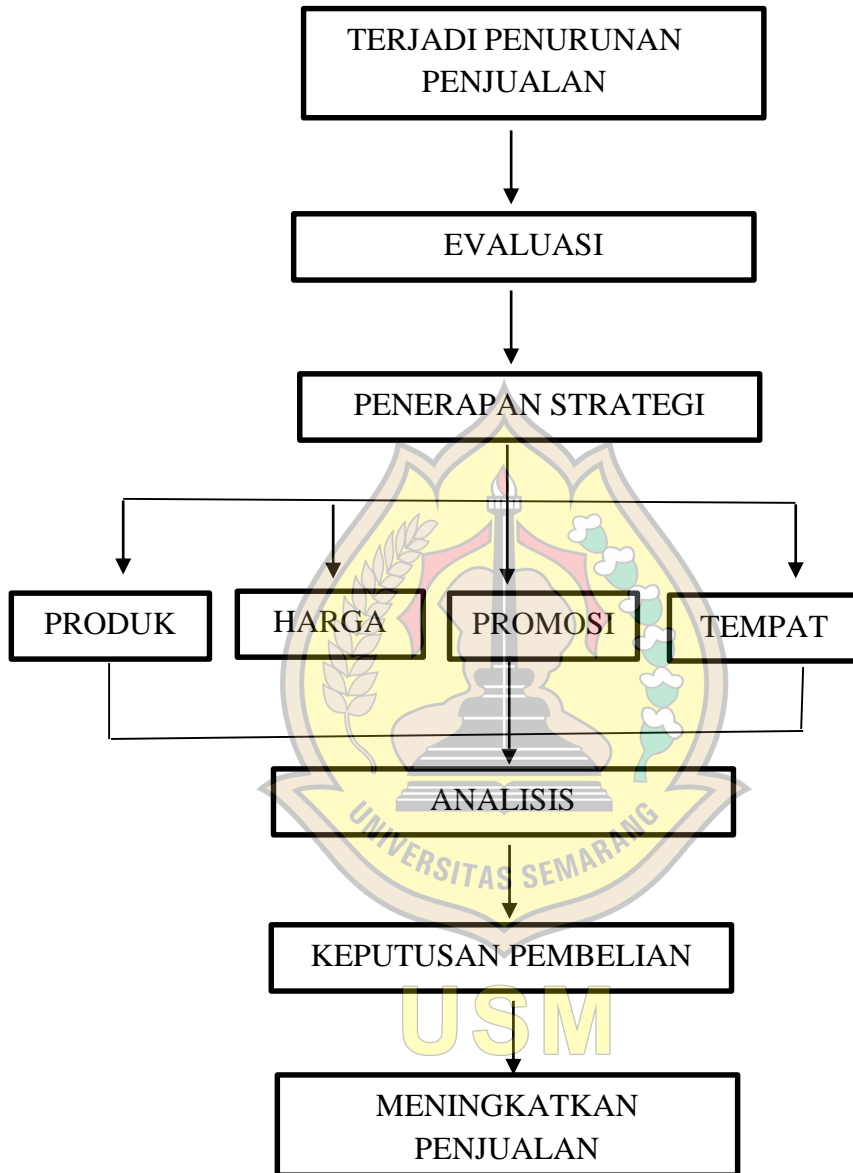 TERJADI PENURUNAN
PENJUALAN
EVALUASI
PENERAPAN STRATEGI
PRODUK
HARGA
PROMOSI
TEMPAT
ANALISIS
UNIVERSITAS SEMARANG
KEPUTUSAN PEMBELIAN
USM
MENINGKATKAN
PENJUALAN